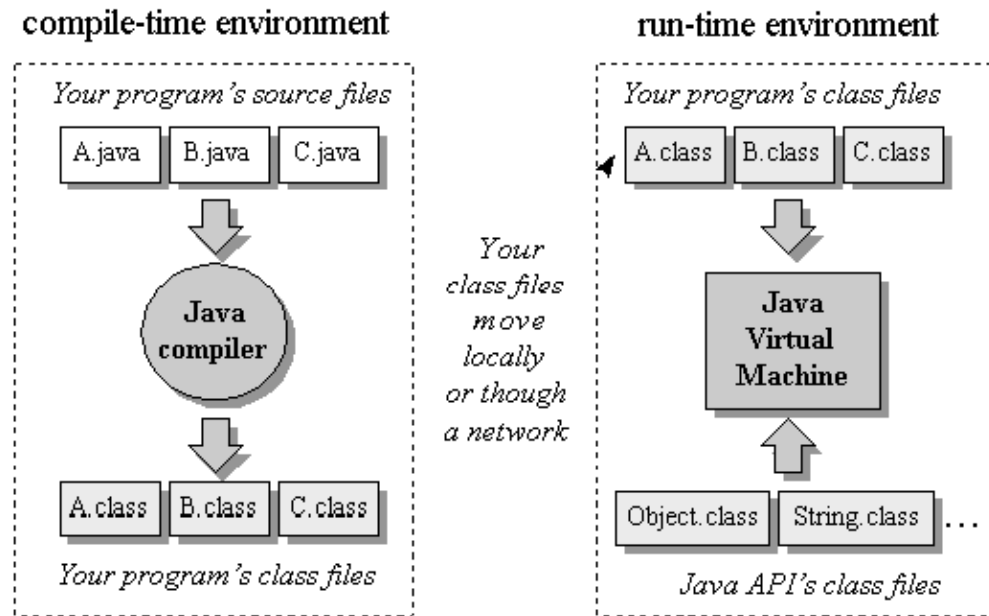 compile-time environment
Your program's source files
A.java B.java C.java
Java
compiler
A.class B.class C.class
Your program's class files
Your
class files
move
locally
or though
a network
run-time environment
Your program's class files
A.class B.class C.class
Java
Virtual
Machine
Object.class String.class ...
Java API's class files